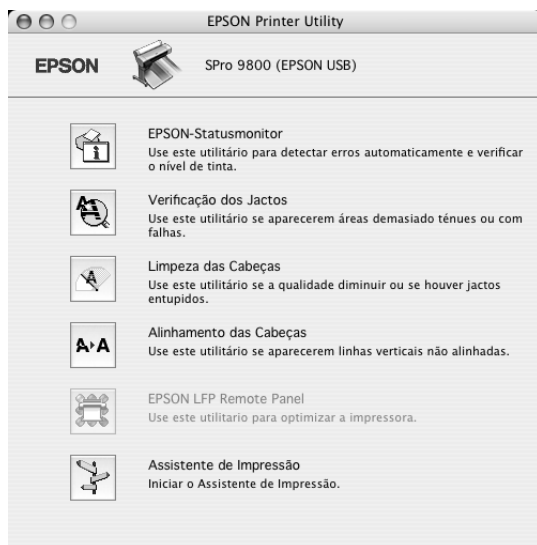 EPSON Printer Utility
EPSON
SPro 9800 (EPSON USB)
EPSON-Statusmonitor
Use este utilitário para detectar erros automaticamente e verificar
o nível de tinta.
Verificação dos Jactos
Use este utilitário se aparecerem áreas demasiado ténues ou com
falhas.
Limpeza das Cabeças
Use este utilitário se a qualidade diminuir ou se houver jactos
entupidos.
Alinhamento das Cabeças
Use este utilitário se aparecerem linhas verticais não alinhadas.
EPSON LFP Remote Panel
Use este utilitario para optimizar a impressora.
Assistente de Impressão
Iniciar o Assistente de Impressão.